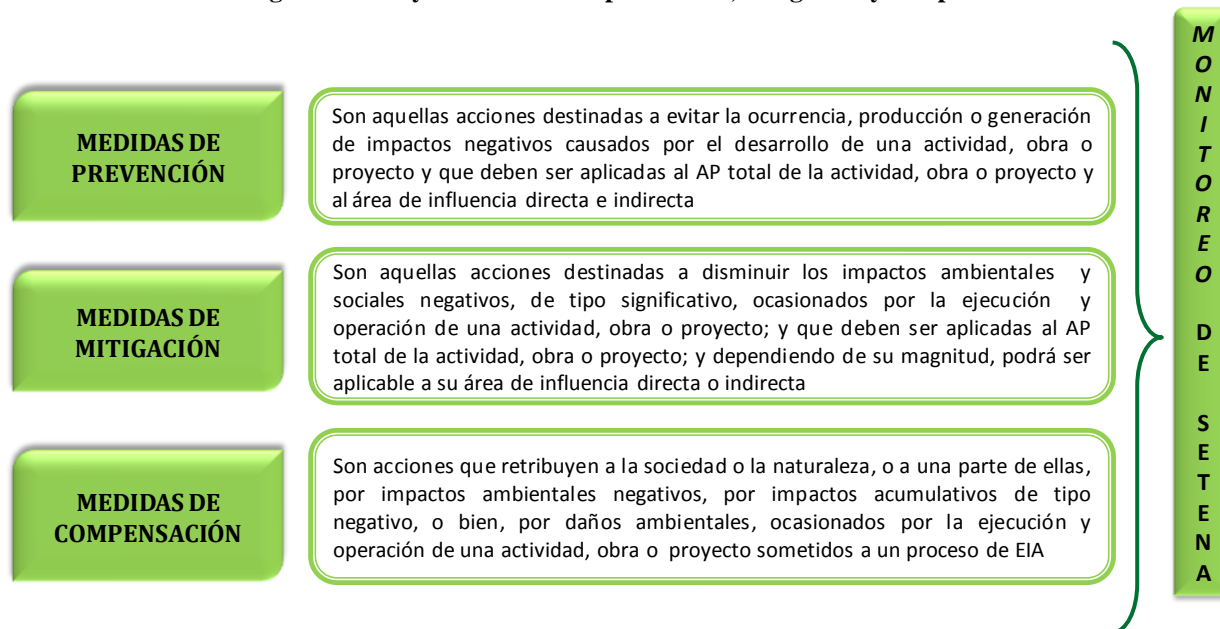 MEDIDAS DE
PREVENCIÓN
Son aquellas acciones destinadas a evitar la ocurrencia, producción o generación
de impactos negativos causados por el desarrollo de una actividad, obra o
proyecto y que deben ser aplicadas al AP total de la actividad, obra o proyecto y
al área de influencia directa e indirecta
MEDIDAS DE
MITIGACIÓN
Son aquellas acciones destinadas a disminuir los impactos ambientales y
sociales negativos, de tipo significativo, ocasionados por la ejecución y
operación de una actividad, obra o proyecto; y que deben ser aplicadas al AP
total de la actividad, obra o proyecto; y dependiendo de su magnitud, podrá ser
aplicable a su área de influencia directa o indirecta
MEDIDAS DE
COMPENSACIÓN
Son acciones que retribuyen a la sociedad o la naturaleza, o a una parte de ellas,
por impactos ambientales negativos, por impactos acumulativos de tipo
negativo, o bien, por daños ambientales, ocasionados por la ejecución y
operación de una actividad, obra o proyecto sometidos a un proceso de EIA
MONITOREO DE SETENA